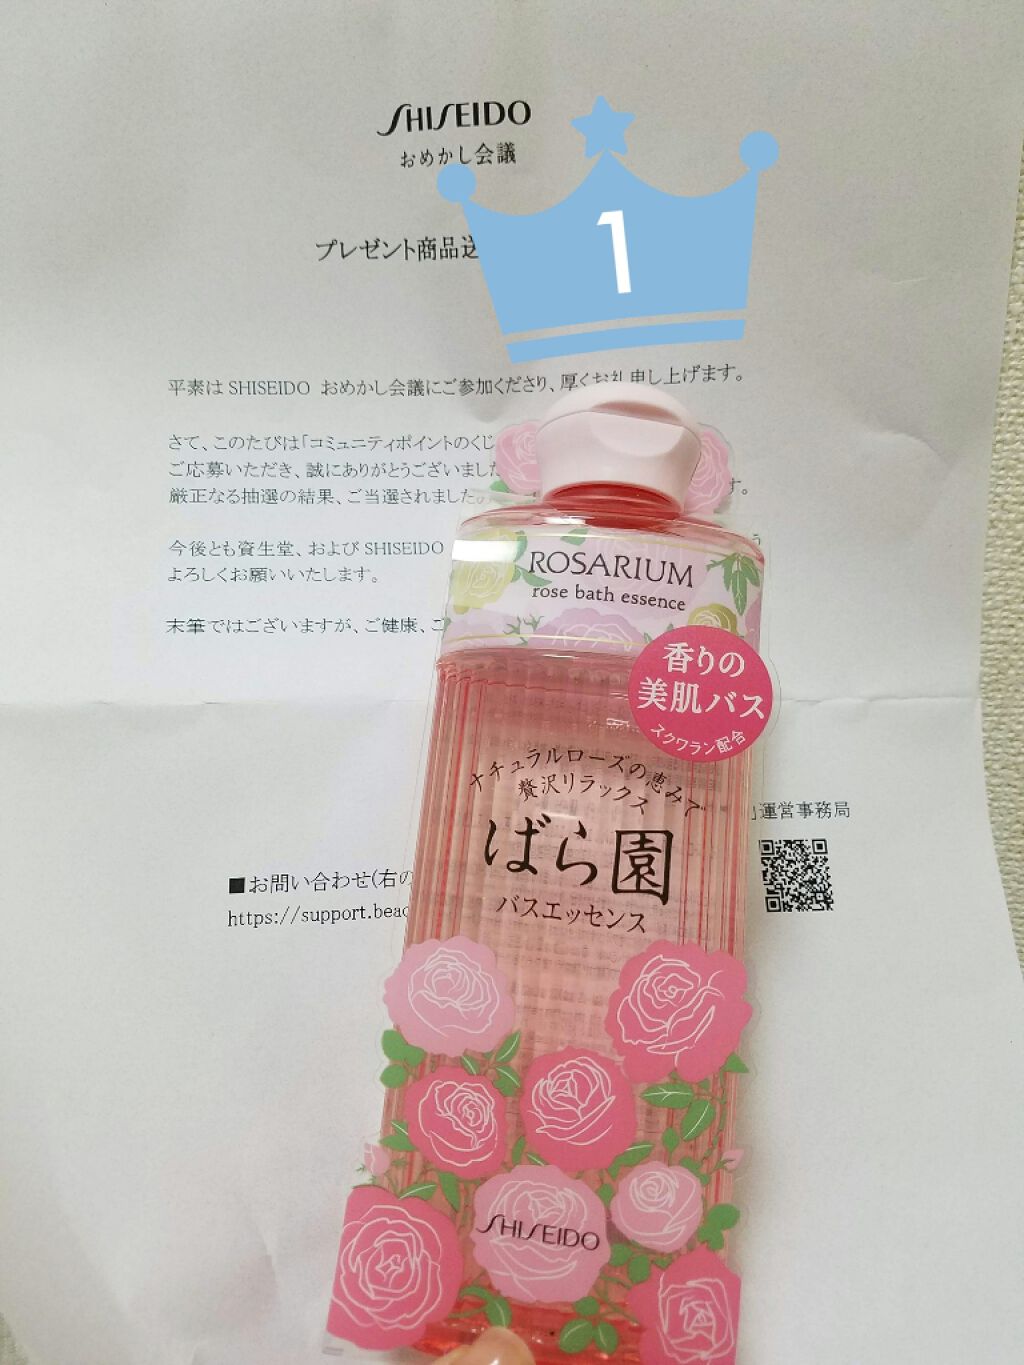 SHISEIDO
おめかし会議
1
プレゼント商品送
平素は SHISEIDO おめかし会議にご参加くださり、厚くお礼申し上げます。
さて、このたびは「コミュニティポイントのくじ
ご応募いただき、誠にありがとうございました
厳正なる抽選の結果、ご当選されました
す。
今後とも資生堂、および SHISEIDO
よろしくお願いいたします。
末筆ではございますが、ご健康、ご
運営事務局
■お問い合わせ(右の
https://support.beac
ROSARIUM
rose bath essence
香りの
美肌バス
スクワラン配合
ナチュラルローズの恵みで
贅沢リラックス
ばら園
バスエッセンス
SHISEIDO